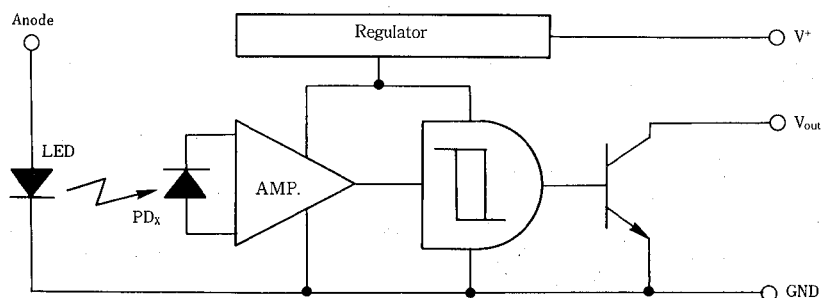 Anode
Regulator
V⁺
Vout
LED
AMP.
PDX
GND